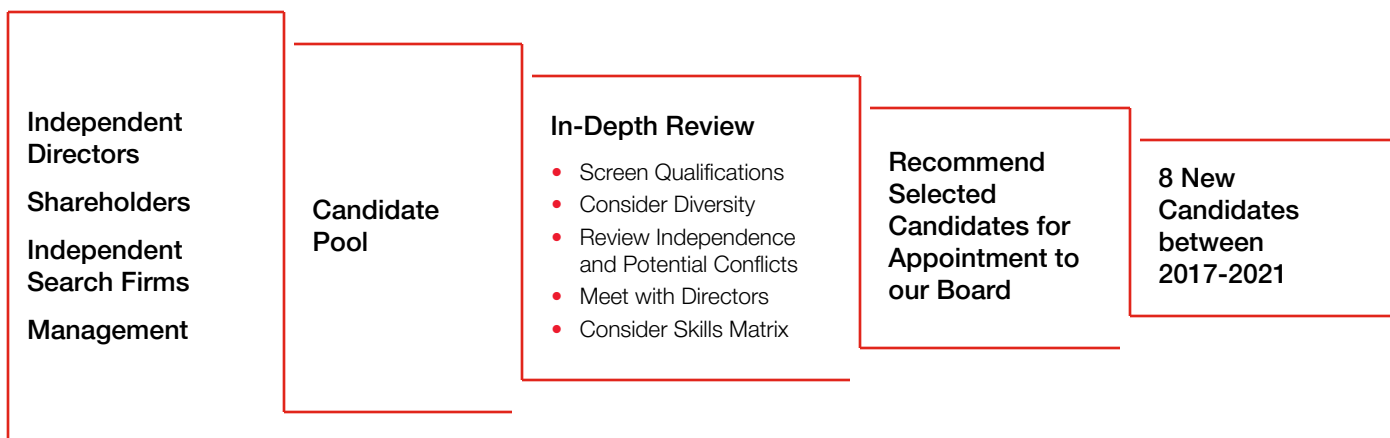 Independent
Directors
Shareholders
Independent
Search Firms
Management
Candidate
Pool
In-Depth Review
• Screen Qualifications
• Consider Diversity
• Review Independence
and Potential Conflicts
• Meet with Directors
• Consider Skills Matrix
Recommend
Selected
Candidates for
Appointment to
our Board
8 New
Candidates
between
2017-2021